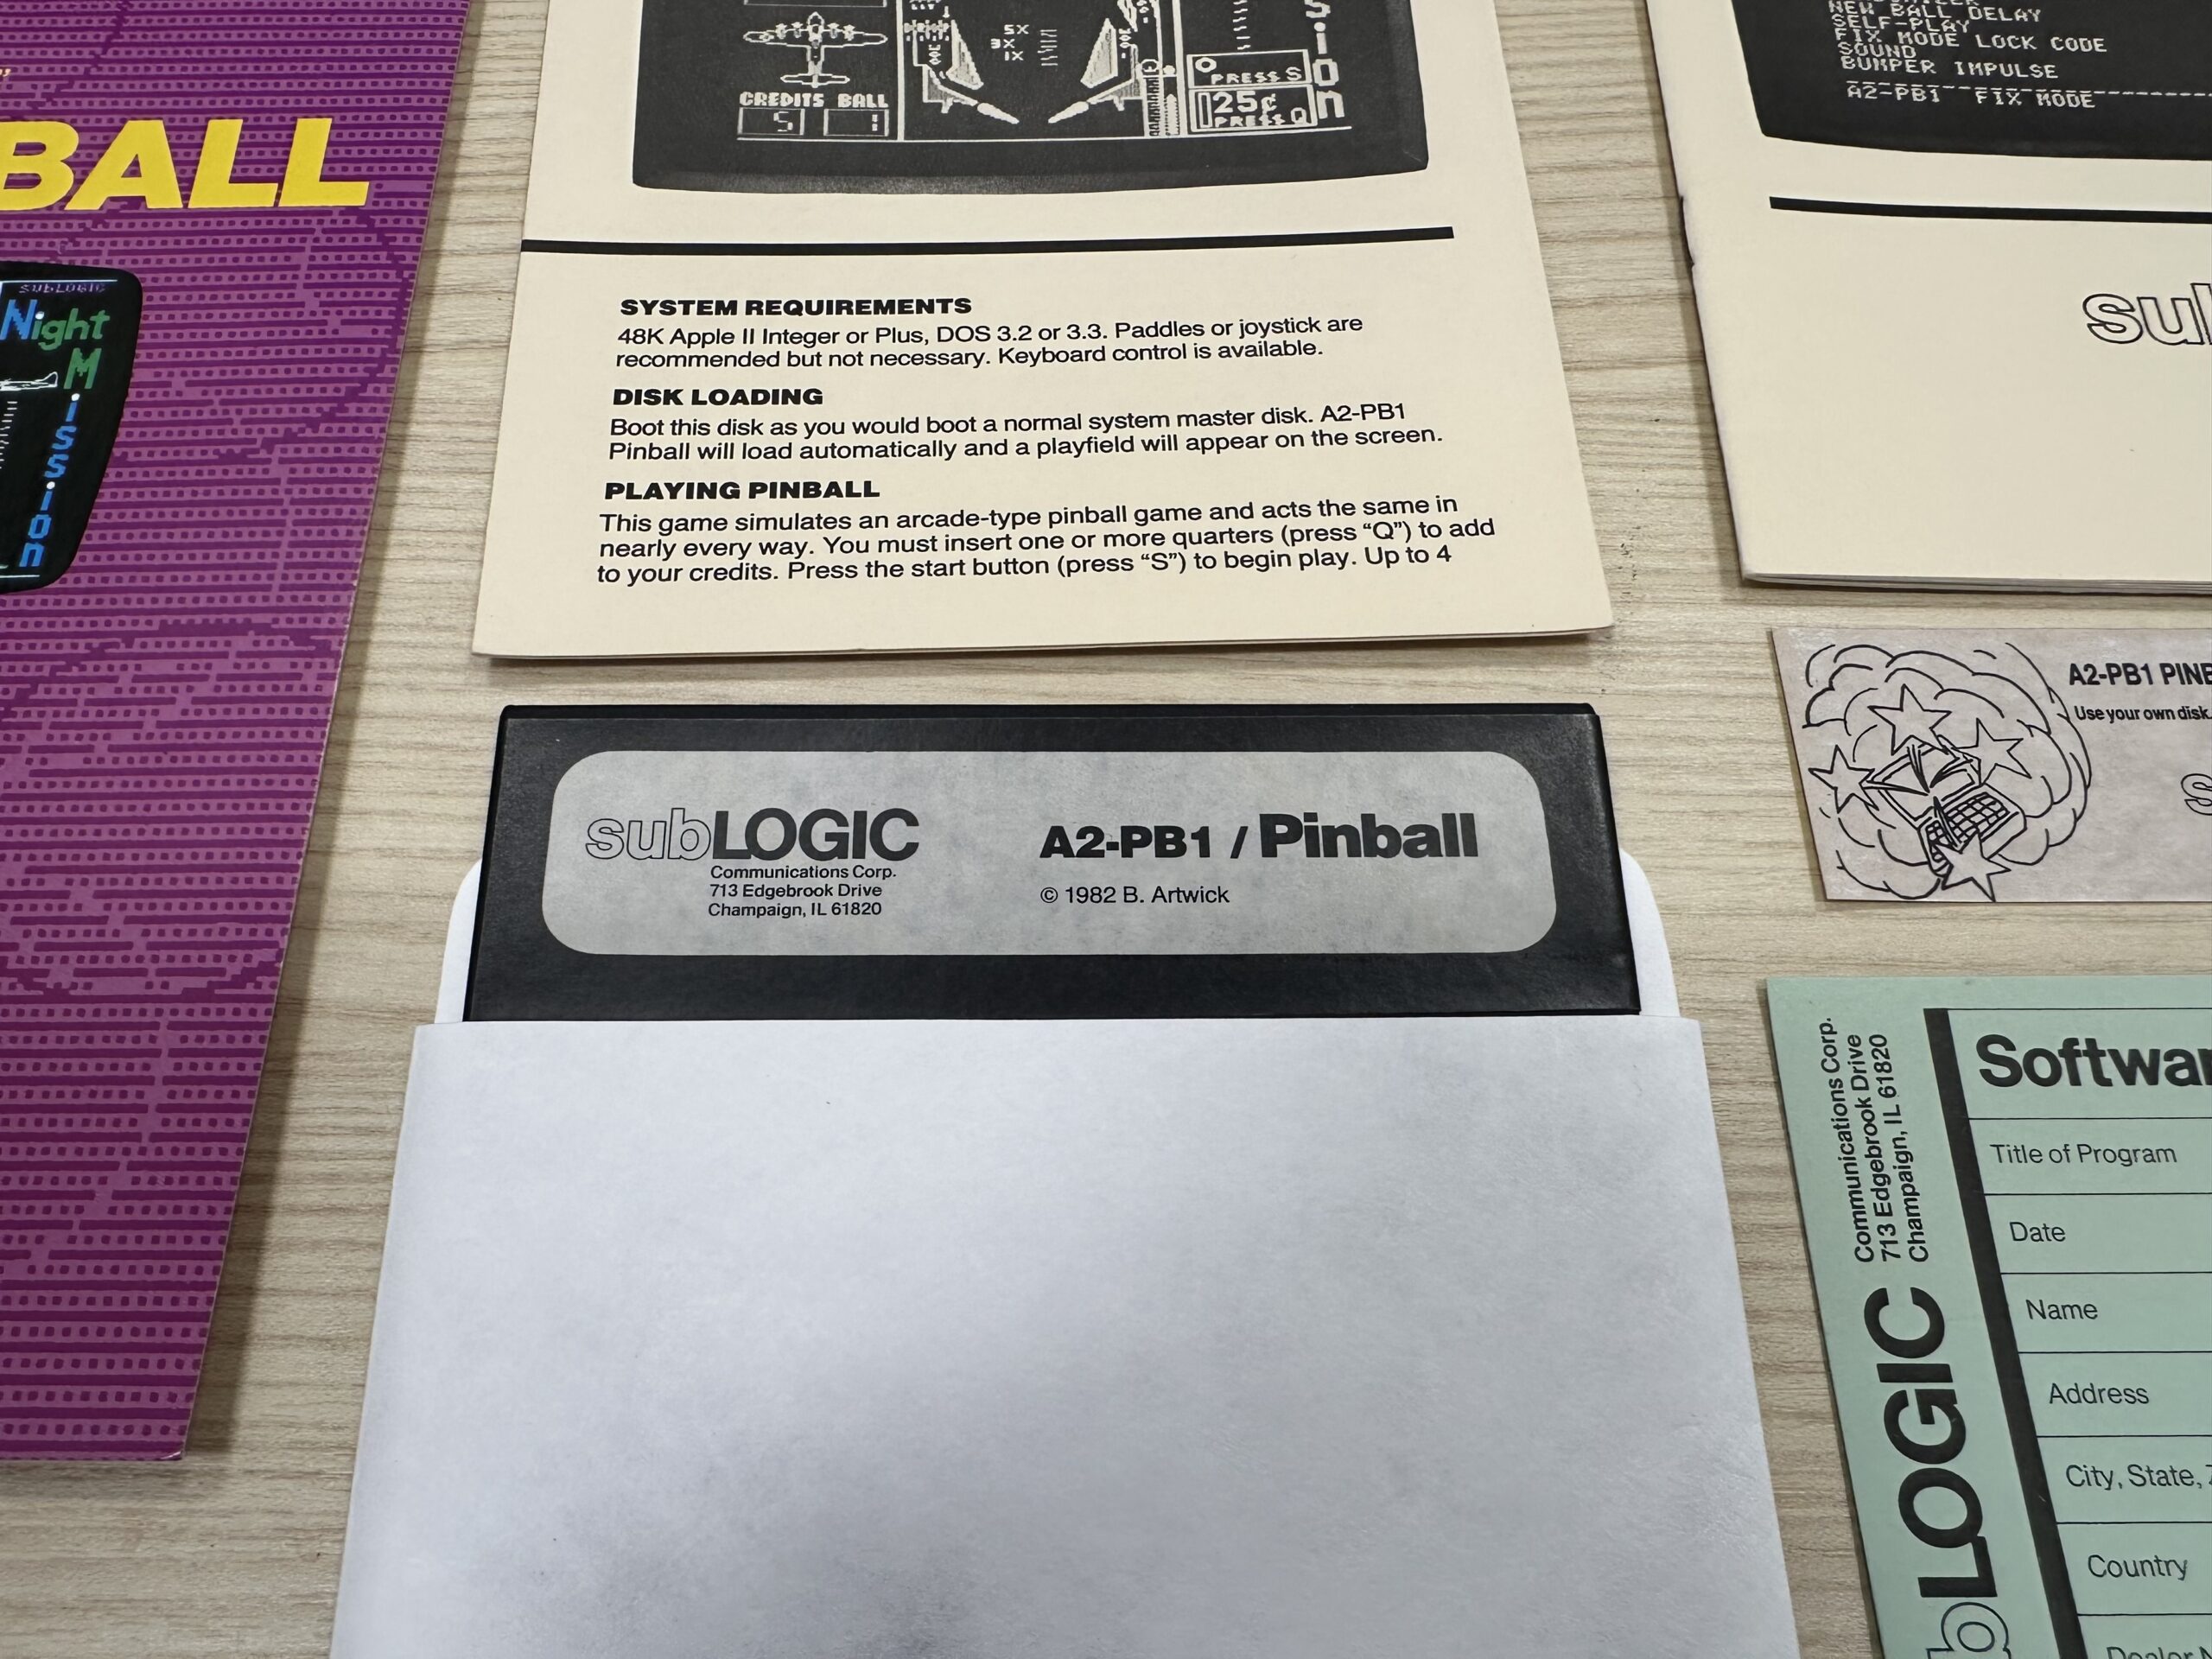 BALL
SUBLOGIC
Night
M
i
s
s
i
o
n
5X
3X
1X
CREDITS BALL
5 1
s
i
o
n
PRESS S
25¢
PRESS Q
SYSTEM REQUIREMENTS
48K Apple II Integer or Plus, DOS 3.2 or 3.3. Paddles or joystick are
recommended but not necessary. Keyboard control is available.
DISK LOADING
Boot this disk as you would boot a normal system master disk. A2-PB1
Pinball will load automatically and a playfield will appear on the screen.
PLAYING PINBALL
This game simulates an arcade-type pinball game and acts the same in
nearly every way. You must insert one or more quarters (press “Q”) to add
to your credits. Press the start button (press “S”) to begin play. Up to 4
NEW BALL DELAY
SELF-PLAY
FIX MODE LOCK CODE
SOUND
BUMPER IMPULSE
A2-PB1 FIX MODE
sub
subLOGIC
Communications Corp.
713 Edgebrook Drive
Champaign, IL 61820
A2-PB1 / Pinball
© 1982 B. Artwick
A2-PB1 PINB
Use your own disk.
s
subLOGIC
Communications Corp.
713 Edgebrook Drive
Champaign, IL 61820
Softwar
Title of Program
Date
Name
Address
City, State, Z
Country
Dealer N